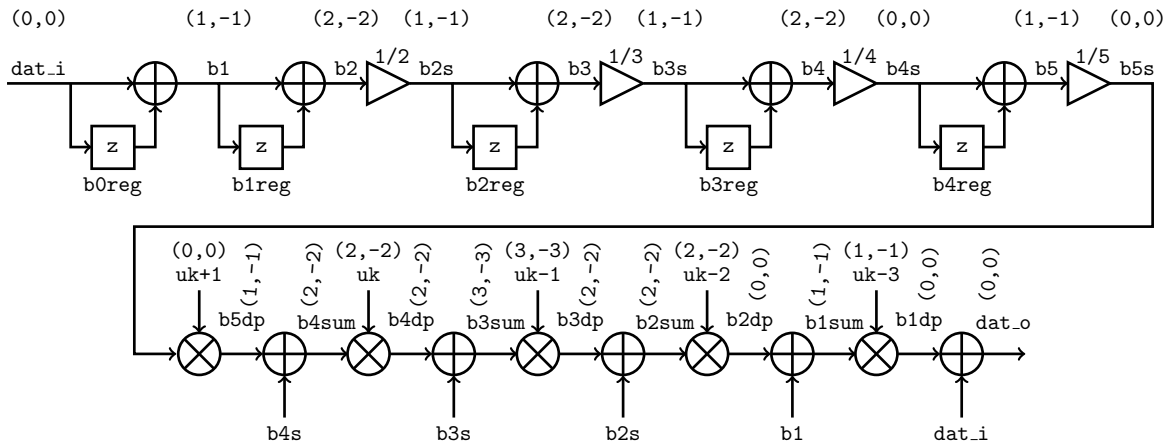 (0,0) (1,-1) (2,-2) (1,-1) (2,-2) (1,-1) (2,-2) (0,0) (1,-1) (0,0)
1/2 1/3 1/4 1/5
dat_i b1 b2 b2s b3 b3s b4 b4s b5 b5s
z z z z z
b0reg b1reg b2reg b3reg b4reg
(0,0) (1,-1) (2,-2) (2,-2) (2,-2) (3,-3) (3,-3) (2,-2) (2,-2) (2,-2) (0,0) (1,-1) (1,-1) (0,0) (0,0)
uk+1 uk uk-1 uk-2 uk-3
b5dp b4sum b4dp b3sum b3dp b2sum b2dp b1sum b1dp dat_o
b4s b3s b2s b1 dat_i